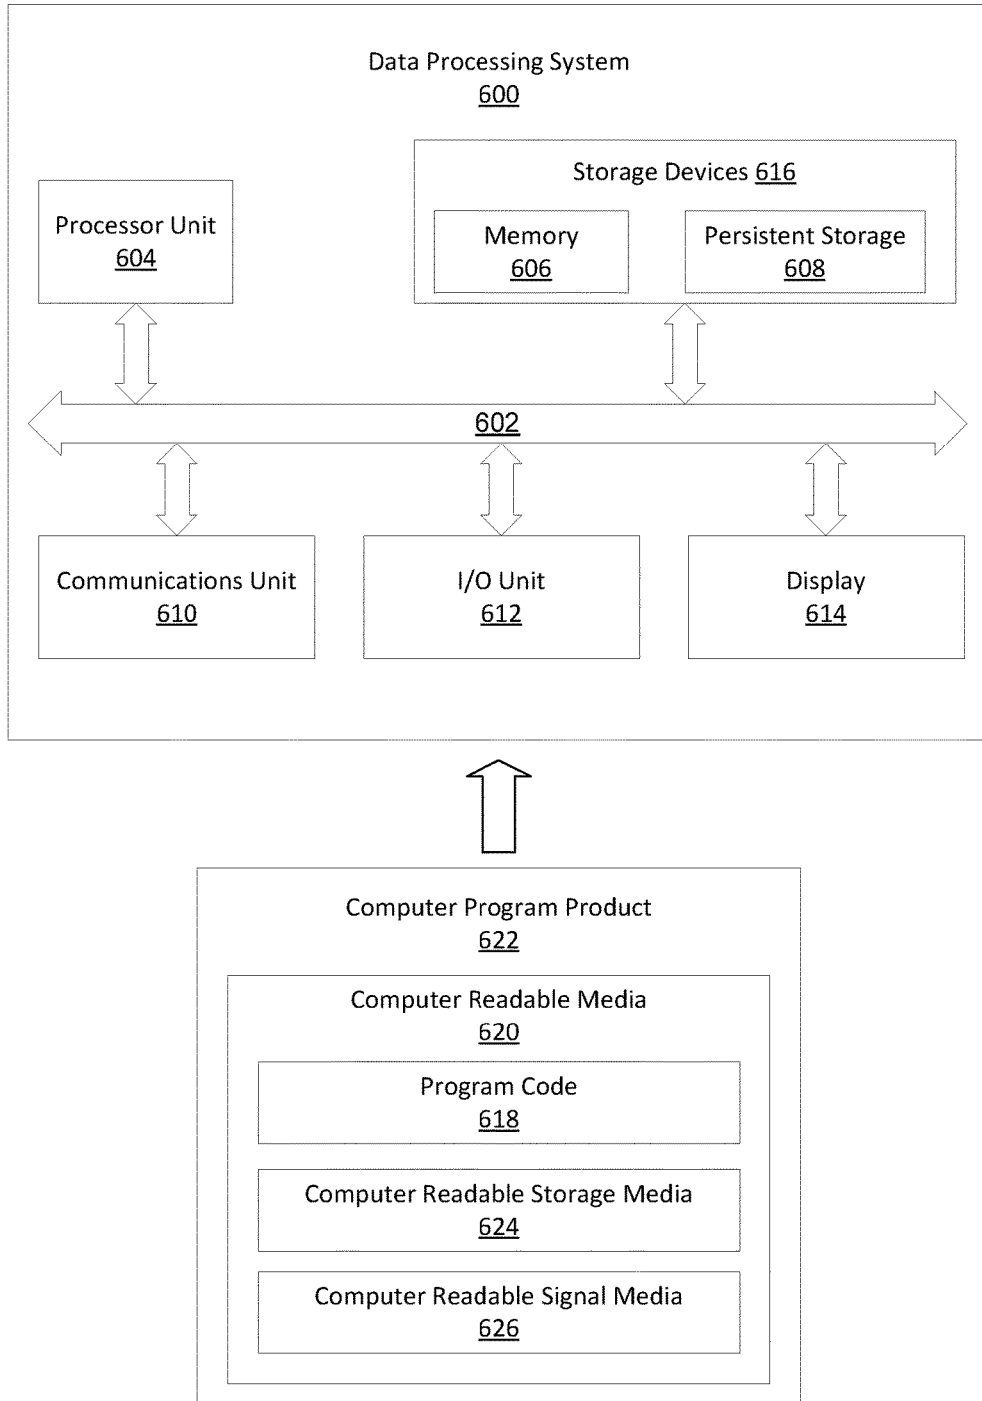 Data Processing System
600
Storage Devices 616
Processor Unit
604
Memory
606
Persistent Storage
608
602
Communications Unit
610
I/O Unit
612
Display
614
Computer Program Product
622
Computer Readable Media
620
Program Code
618
Computer Readable Storage Media
624
Computer Readable Signal Media
626